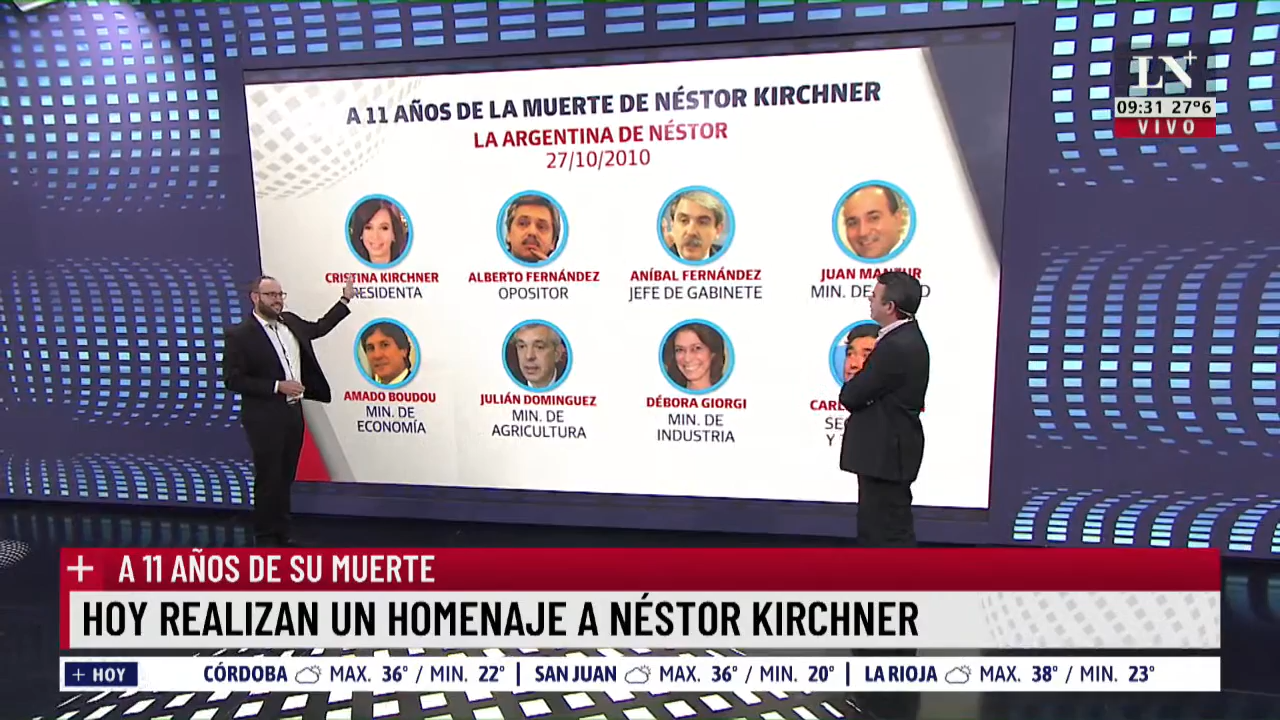 LN+
09:31 27°6
VIVO
A 11 AÑOS DE LA MUERTE DE NÉSTOR KIRCHNER
LA ARGENTINA DE NÉSTOR
27/10/2010
CRISTINA KIRCHNER
ALBERTO FERNÁNDEZ
OPOSITOR
ANÍBAL FERNÁNDEZ
JEFE DE GABINETE
JUAN
MIN. DE
AMADO BOUDOU
MIN. DE
ECONOMÍA
JULIÁN DOMINGUEZ
MIN. DE
AGRICULTURA
DÉBORA GIORGI
MIN. DE
INDUSTRIA
+ A 11 AÑOS DE SU MUERTE
HOY REALIZAN UN HOMENAJE A NÉSTOR KIRCHNER
+ HOY CÓRDOBA MAX. 36° / MIN. 22° | SAN JUAN MAX. 36° / MIN. 20° | LA RIOJA MAX. 38° / MIN. 23°